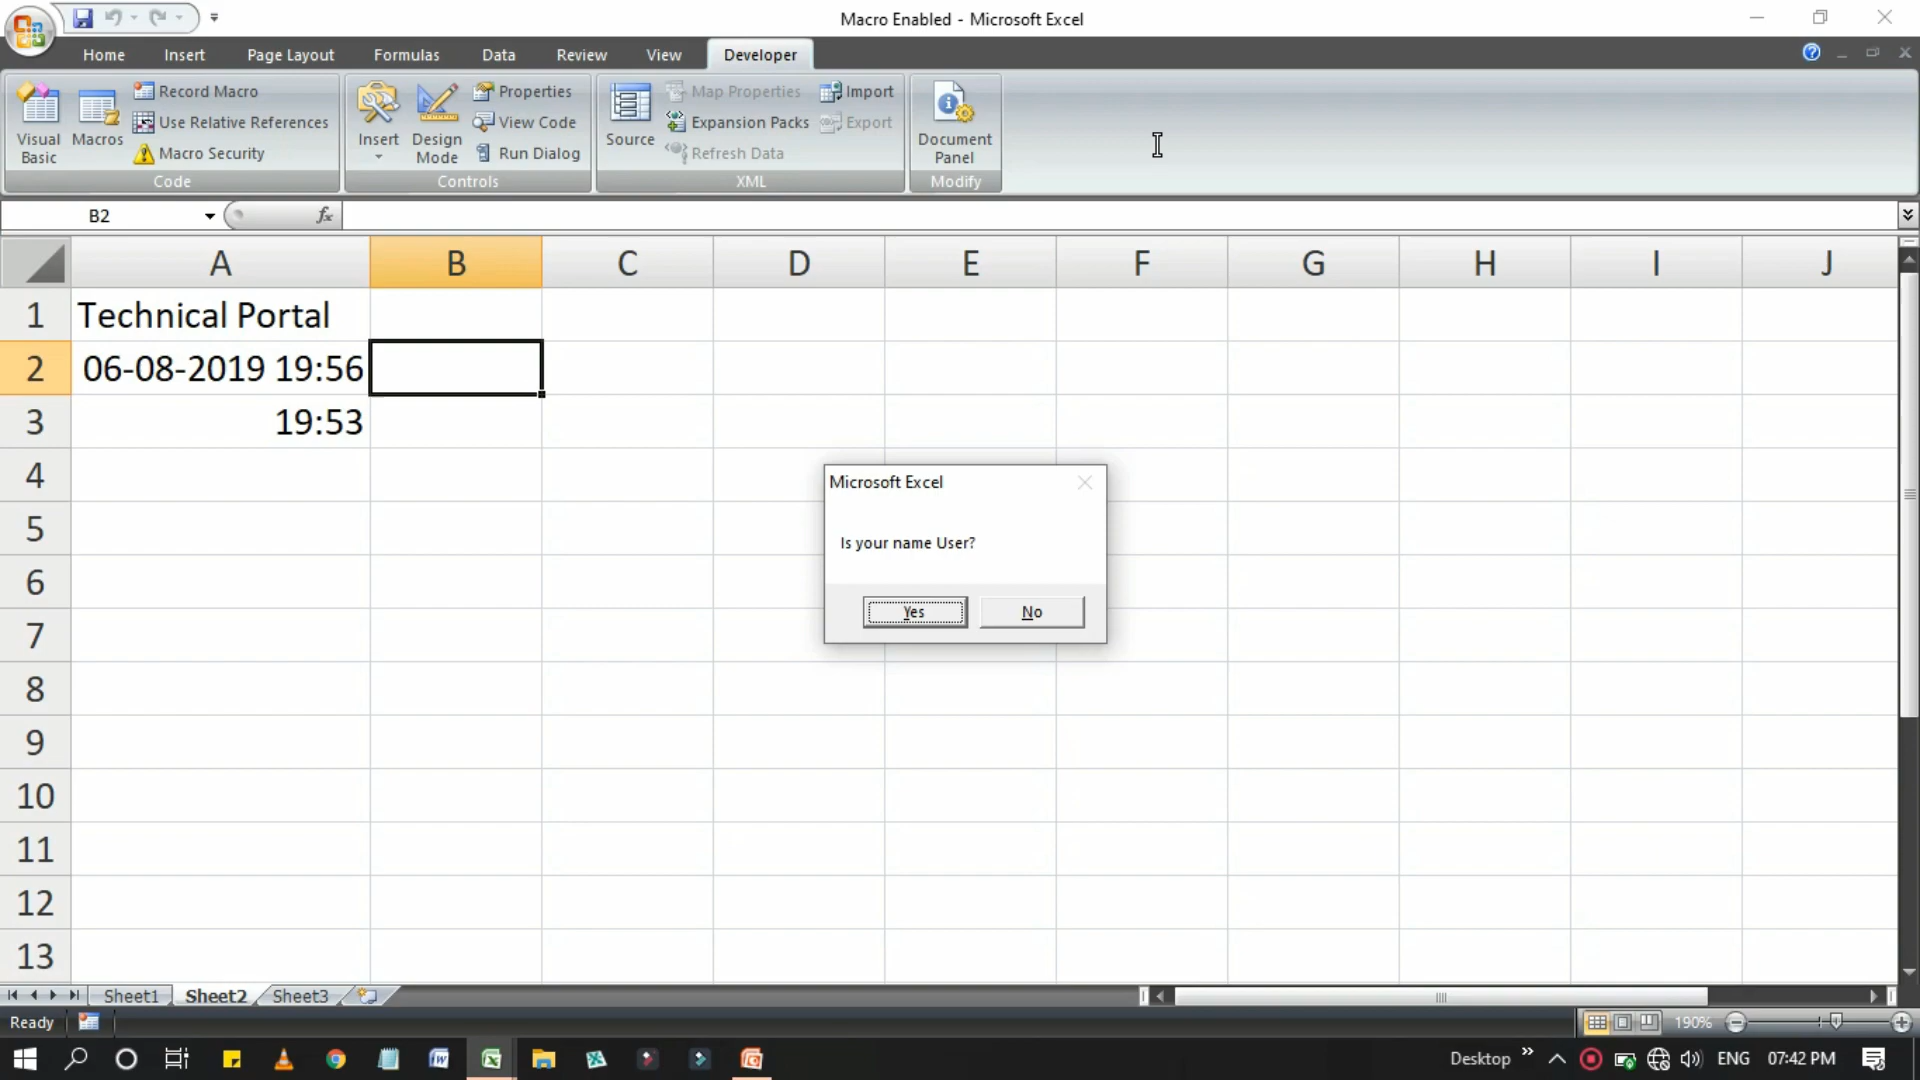 Macro Enabled - Microsoft Excel
Home Insert Page Layout Formulas Data Review View Developer
Visual Basic
Macros
Record Macro
Use Relative References
Macro Security
Code
Insert
Design Mode
Properties
View Code
Run Dialog
Controls
Source
Map Properties
Expansion Packs
Refresh Data
Import
Export
XML
Document Panel
Modify
B2 fx
A B C D E F G H I J
1 Technical Portal
2 06-08-2019 19:56
3 19:53
4
5
6
7
8
9
10
11
12
13
Microsoft Excel
Is your name User?
Yes No
Sheet1 Sheet2 Sheet3
Ready 190%
Desktop » ENG 07:42 PM